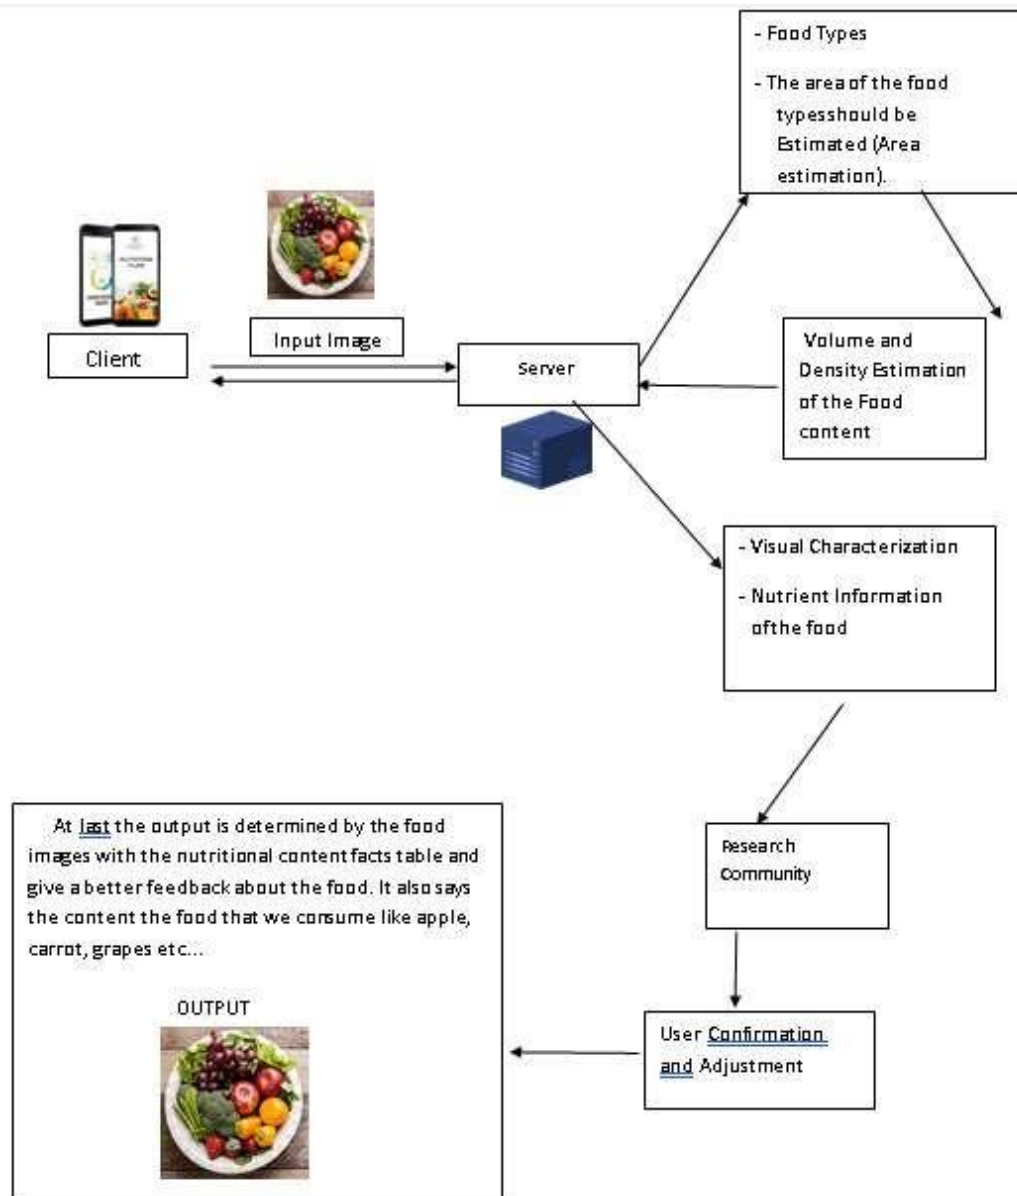 - Food Types
- The area of the food
typesshould be
Estimated (Area
estimation).
Client
Input Image
Server
Volume and
Density Estimation
of the Food
content
- Visual Characterization
- Nutrient Information
of the food
Research
Community
User Confirmation
and Adjustment
At last the output is determined by the food
images with the nutritional content facts table and
give a better feedback about the food. It also says
the content the food that we consume like apple,
carrot, grapes etc...
OUTPUT